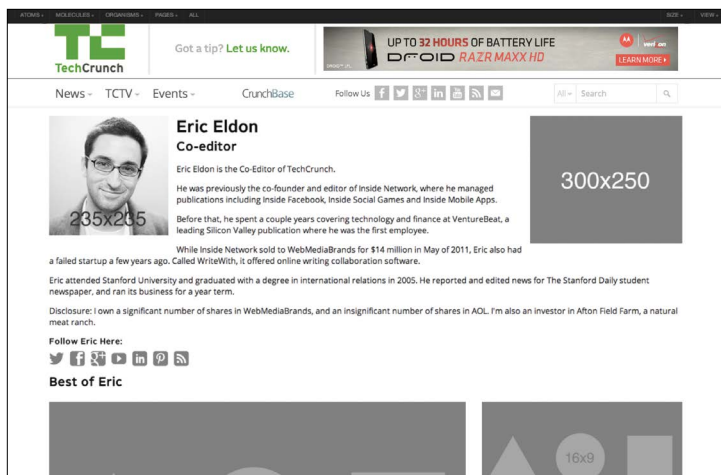 ATOMS MOLECULES ORGANISMS PAGES ALL SIZE VIEW
TechCrunch
Got a tip? Let us know.
UP TO 32 HOURS OF BATTERY LIFE
DROID RAZR MAXX HD
verizon
LEARN MORE
News TCTV Events CrunchBase Follow Us All Search
Eric Eldon
Co-editor
Eric Eldon is the Co-Editor of TechCrunch.
He was previously the co-founder and editor of Inside Network, where he managed
publications including Inside Facebook, Inside Social Games and Inside Mobile Apps.
Before that, he spent a couple years covering technology and finance at VentureBeat, a
leading Silicon Valley publication where he was the first employee.
While Inside Network sold to WebMediaBrands for $14 million in May of 2011, Eric also had
a failed startup a few years ago. Called WriteWith, it offered online writing collaboration software.
235x235
300x250
Eric attended Stanford University and graduated with a degree in international relations in 2005. He reported and edited news for The Stanford Daily student
newspaper, and ran its business for a year term.
Disclosure: I own a significant number of shares in WebMediaBrands, and an insignificant number of shares in AOL. I'm also an investor in Afton Field Farm, a natural
meat ranch.
Follow Eric Here:
Best of Eric
16x9